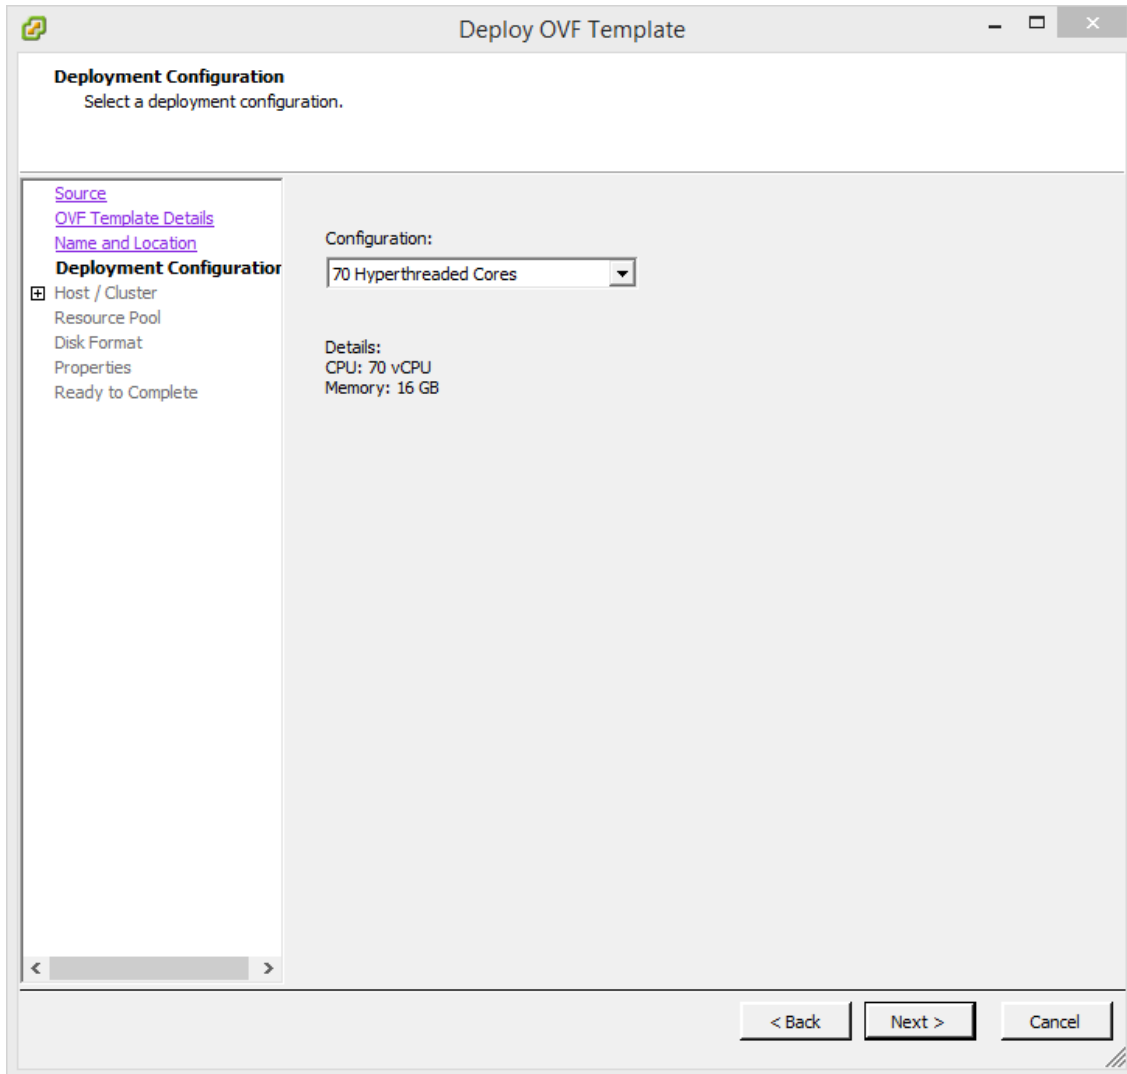 Deploy OVF Template
Deployment Configuration
Select a deployment configuration.
Source
OVF Template Details
Name and Location
Deployment Configuration
Host / Cluster
Resource Pool
Disk Format
Properties
Ready to Complete
Configuration:
70 Hyperthreaded Cores
Details:
CPU: 70 vCPU
Memory: 16 GB
< Back
Next >
Cancel